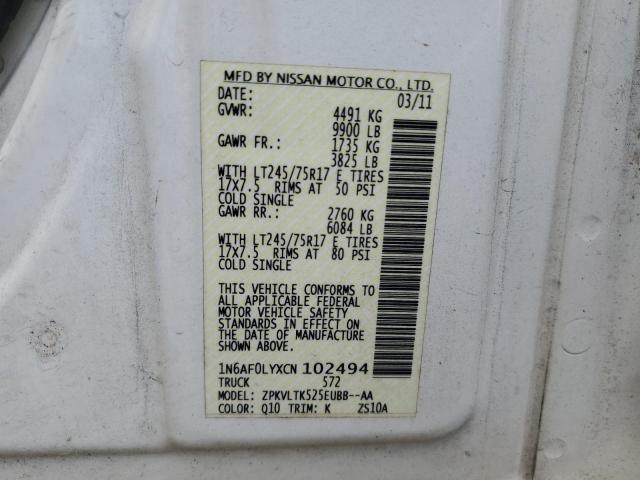 MFD BY NISSAN MOTOR CO., LTD.
DATE: 03/11
GVWR: 4491 KG
9900 LB
GAWR FR.: 1735 KG
3825 LB
WITH LT245/75R17 E TIRES
17X7.5 RIMS AT 50 PSI
COLD SINGLE
GAWR RR.: 2760 KG
6084 LB
WITH LT245/75R17 E TIRES
17X7.5 RIMS AT 80 PSI
COLD SINGLE
THIS VEHICLE CONFORMS TO
ALL APPLICABLE FEDERAL
MOTOR VEHICLE SAFETY
STANDARDS IN EFFECT ON
THE DATE OF MANUFACTURE
SHOWN ABOVE.
1N6AF0LYXCN 102494
TRUCK 572
MODEL: ZPKVLTK525EUBB--AA
COLOR: Q10 TRIM: K ZS10A